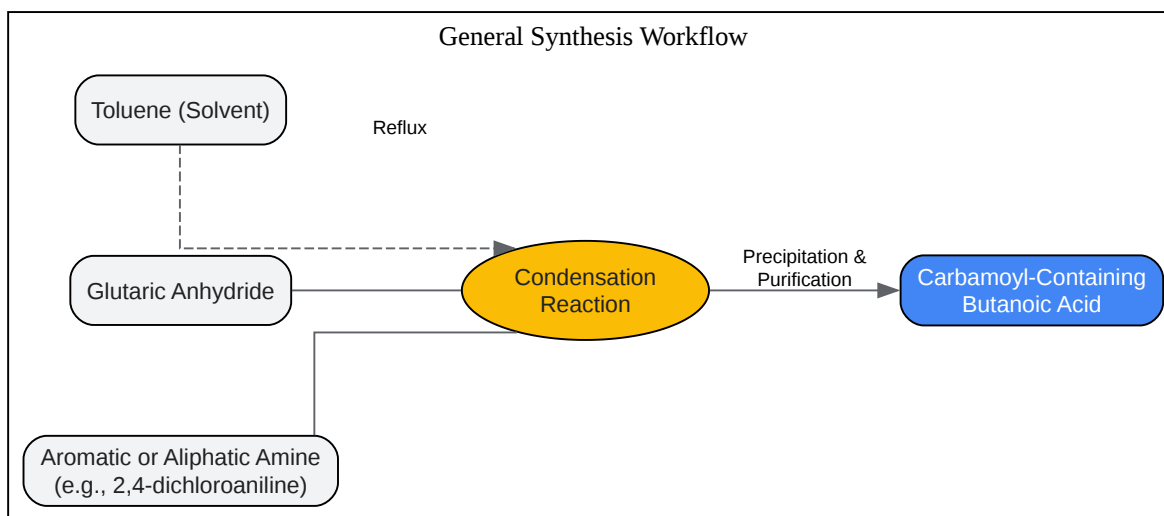 General Synthesis Workflow
Toluene (Solvent)
Reflux
Glutaric Anhydride
Condensation
Reaction
Precipitation &
Purification
Carbamoyl-Containing
Butanoic Acid
Aromatic or Aliphatic Amine
(e.g., 2,4-dichloroaniline)